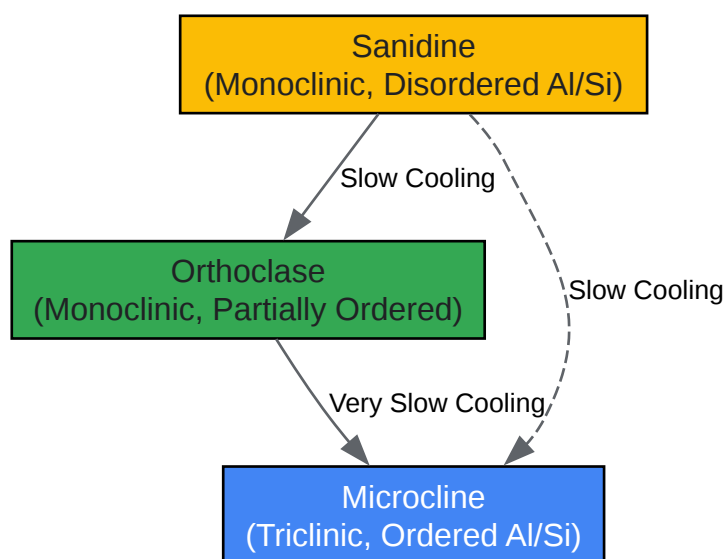 Sanidine
(Monoclinic, Disordered Al/Si)
Slow Cooling
Orthoclase
(Monoclinic, Partially Ordered)
Slow Cooling
Very Slow Cooling
Microcline
(Triclinic, Ordered Al/Si)